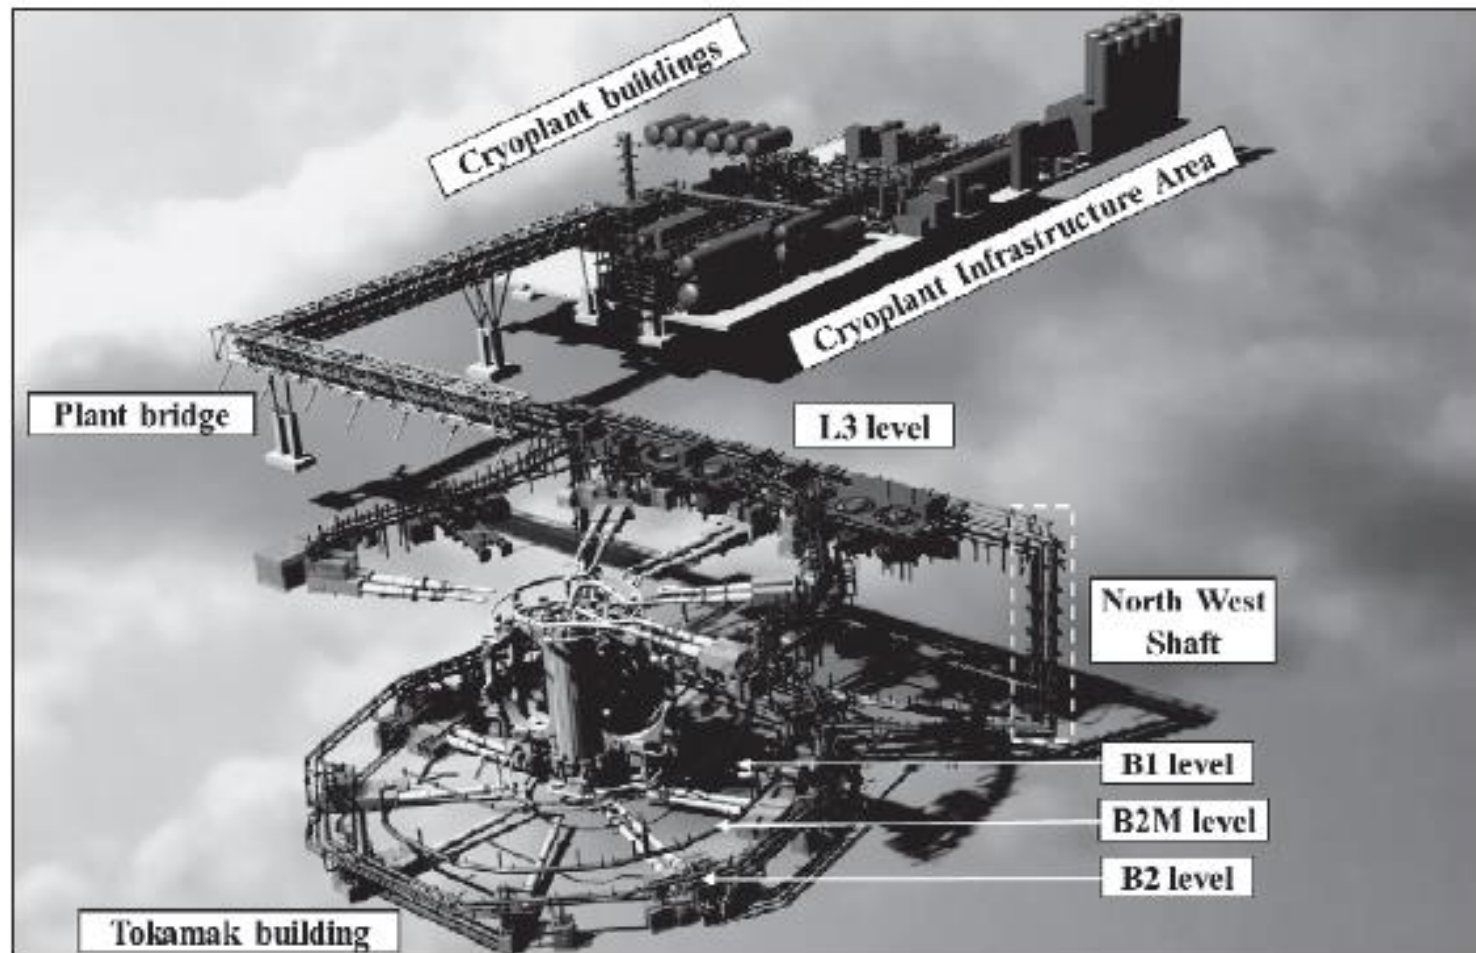 Cryoplant buildings
Cryoplant Infrastructure Area
Plant bridge
L3 level
North West
Shaft
B1 level
B2M level
B2 level
Tokamak building